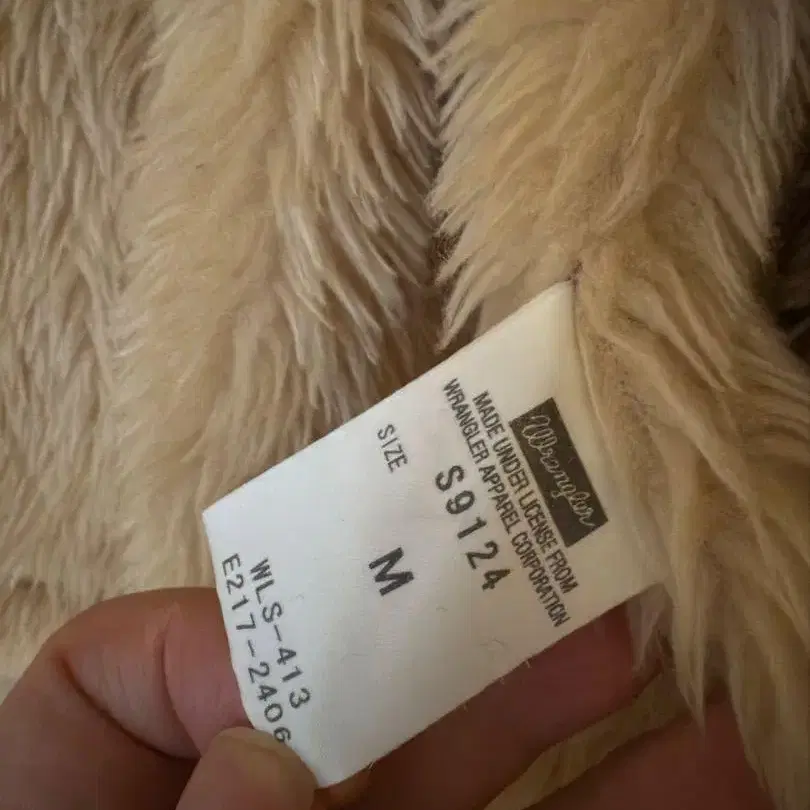 Wrangler
MADE UNDER LICENSE FROM
WRANGLER APPAREL CORPORATION
S9124
SIZE M
WLS-413
E217-2406